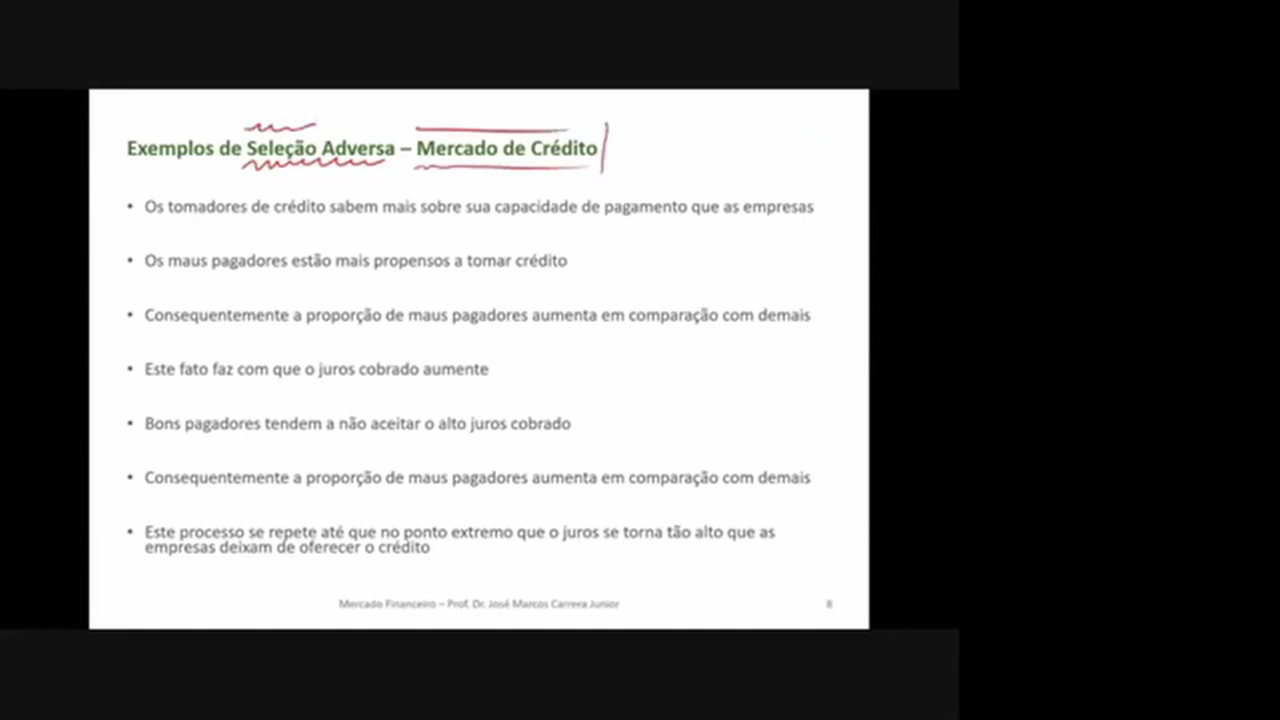 Exemplos de Seleção Adversa – Mercado de Crédito
• Os tomadores de crédito sabem mais sobre sua capacidade de pagamento que as empresas
• Os maus pagadores estão mais propensos a tomar crédito
• Consequentemente a proporção de maus pagadores aumenta em comparação com demais
• Este fato faz com que o juros cobrado aumente
• Bons pagadores tendem a não aceitar o alto juros cobrado
• Consequentemente a proporção de maus pagadores aumenta em comparação com demais
• Este processo se repete até que no ponto extremo que o juros se torna tão alto que as
empresas deixam de oferecer o crédito
Mercado Financeiro – Prof. Dr. José Marcos Carrera Junior 8